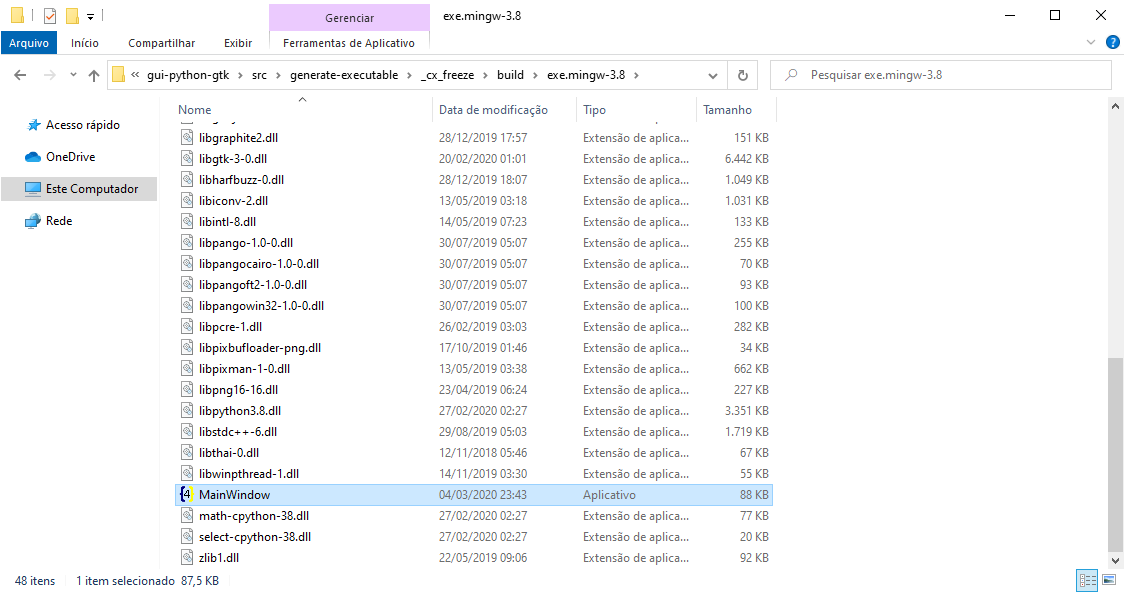 Gerenciar
exe.mingw-3.8
Arquivo Início Compartilhar Exibir Ferramentas de Aplicativo
« gui-python-gtk › src › generate-executable › _cx_freeze › build › exe.mingw-3.8 ›
Pesquisar exe.mingw-3.8
Nome Data de modificação Tipo Tamanho
Acesso rápido
OneDrive
Este Computador
Rede
libgraphite2.dll 28/12/2019 17:57 Extensão de aplica... 151 KB
libgtk-3-0.dll 20/02/2020 01:01 Extensão de aplica... 6.442 KB
libharfbuzz-0.dll 28/12/2019 18:07 Extensão de aplica... 1.049 KB
libiconv-2.dll 13/05/2019 03:18 Extensão de aplica... 1.031 KB
libintl-8.dll 14/05/2019 07:23 Extensão de aplica... 133 KB
libpango-1.0-0.dll 30/07/2019 05:07 Extensão de aplica... 255 KB
libpangocairo-1.0-0.dll 30/07/2019 05:07 Extensão de aplica... 70 KB
libpangoft2-1.0-0.dll 30/07/2019 05:07 Extensão de aplica... 93 KB
libpangowin32-1.0-0.dll 30/07/2019 05:07 Extensão de aplica... 100 KB
libpcre-1.dll 26/02/2019 03:03 Extensão de aplica... 282 KB
libpixbufloader-png.dll 17/10/2019 01:46 Extensão de aplica... 34 KB
libpixman-1-0.dll 13/05/2019 03:38 Extensão de aplica... 662 KB
libpng16-16.dll 23/04/2019 06:24 Extensão de aplica... 227 KB
libpython3.8.dll 27/02/2020 02:27 Extensão de aplica... 3.351 KB
libstdc++-6.dll 29/08/2019 05:03 Extensão de aplica... 1.719 KB
libthai-0.dll 12/11/2018 05:46 Extensão de aplica... 67 KB
libwinpthread-1.dll 14/11/2019 03:30 Extensão de aplica... 55 KB
MainWindow 04/03/2020 23:43 Aplicativo 88 KB
math-cpython-38.dll 27/02/2020 02:27 Extensão de aplica... 77 KB
select-cpython-38.dll 27/02/2020 02:27 Extensão de aplica... 20 KB
zlib1.dll 22/05/2019 09:06 Extensão de aplica... 92 KB
48 itens 1 item selecionado 87,5 KB